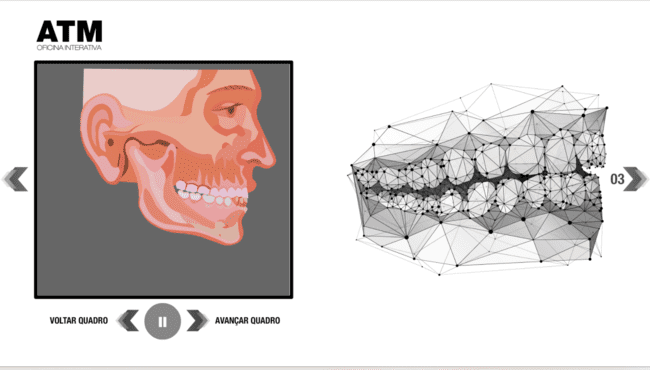 ATM
OFICINA INTERATIVA
03
VOLTAR QUADRO
AVANÇAR QUADRO